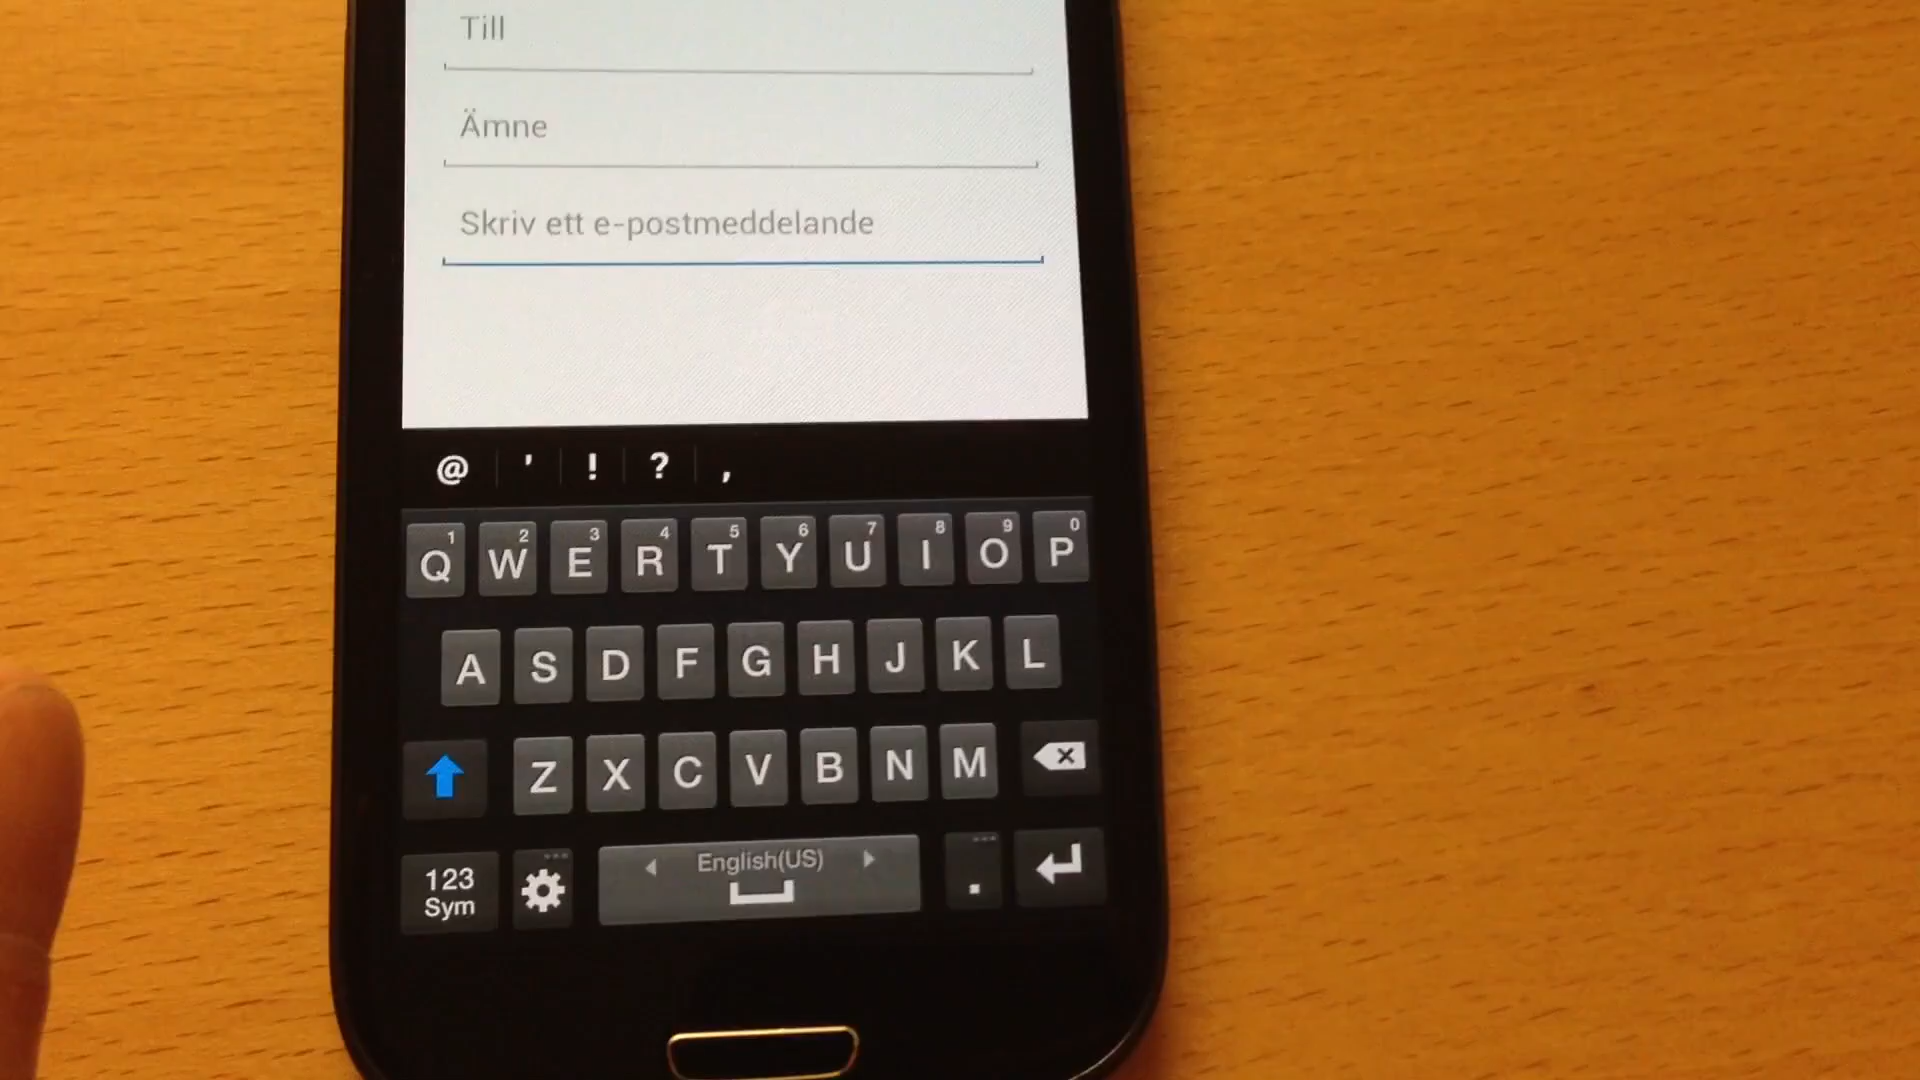 Till
Ämne
Skriv ett e-postmeddelande
@ ' ! ? ,
1 2 3 4 5 6 7 8 9 0
Q W E R T Y U I O P
A S D F G H J K L
Z X C V B N M
123
Sym
English(US)
.